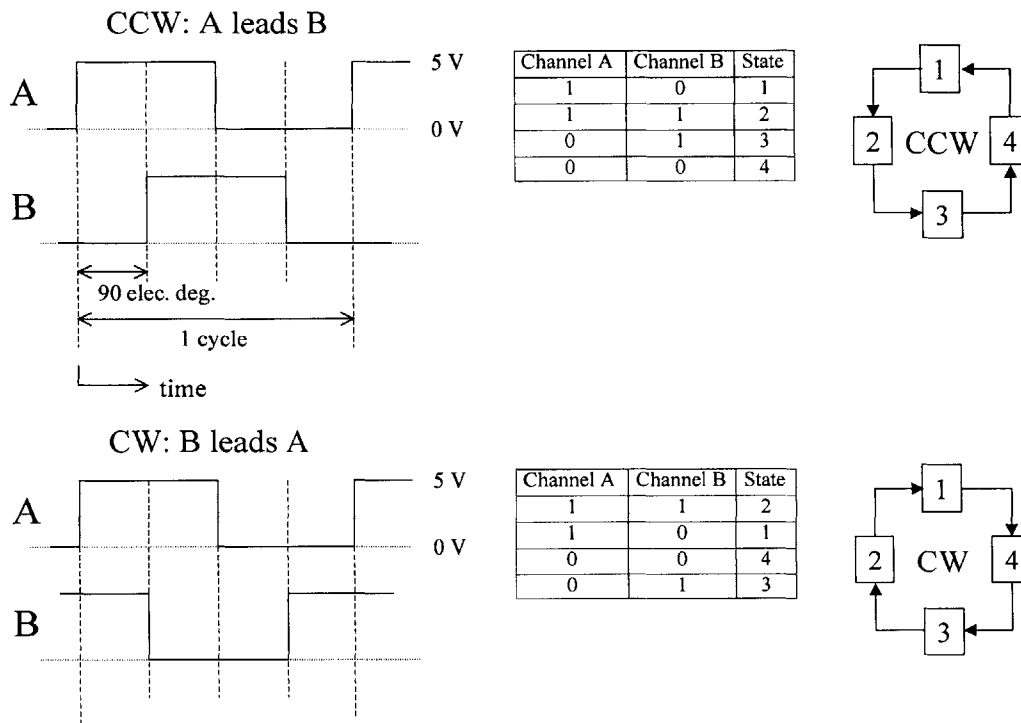 CCW: A leads B
A
5 V
0 V
B
90 elec. deg.
1 cycle
time
Channel A Channel B State
1 0 1
1 1 2
0 1 3
0 0 4
1
2 CCW 4
3
CW: B leads A
A
5 V
0 V
B
Channel A Channel B State
1 1 2
1 0 1
0 0 4
0 1 3
1
2 CW 4
3